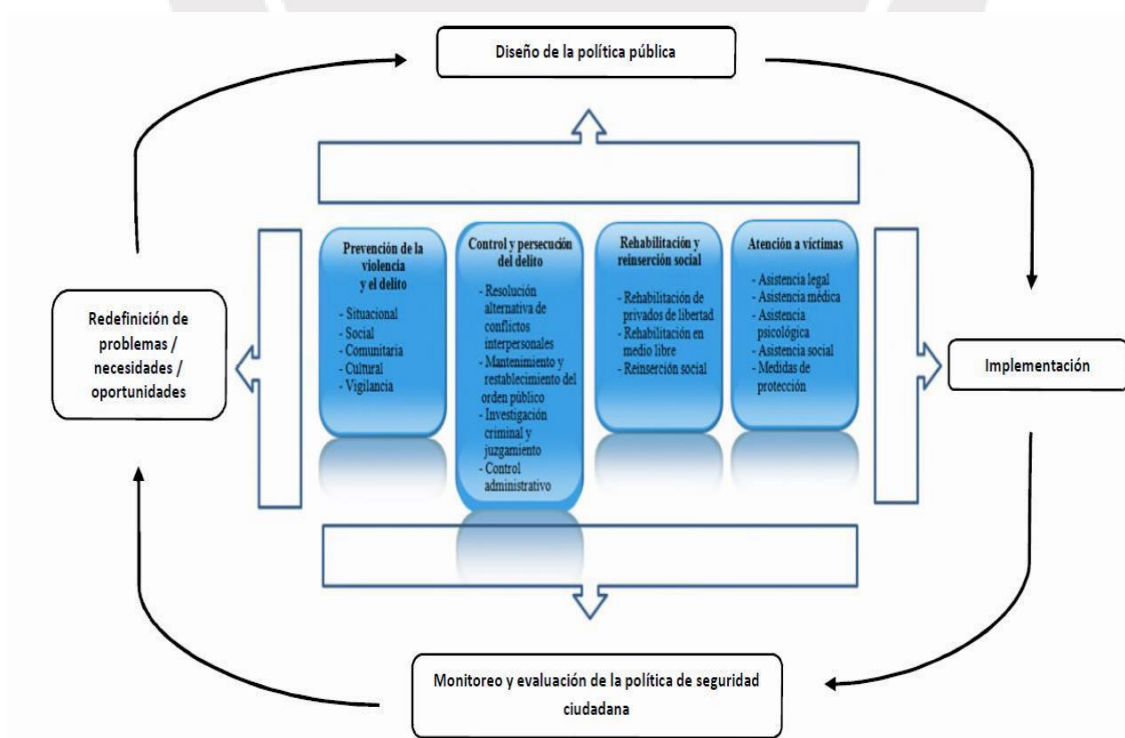 Diseño de la política pública
Prevención de la
violencia
y el delito
- Situacional
- Social
- Comunitaria
- Cultural
- Vigilancia
Control y persecución
del delito
- Resolución
alternativa de
conflictos
interpersonales
- Mantenimiento y
restablecimiento del
orden público
- Investigación
criminal y
juzgamiento
- Control
administrativo
Rehabilitación y
reinserción social
- Rehabilitación de
privados de libertad
- Rehabilitación en
medio libre
- Reinserción social
Atención a víctimas
- Asistencia legal
- Asistencia médica
- Asistencia
psicológica
- Asistencia social
- Medidas de
protección
Redefinición de
problemas /
necesidades /
oportunidades
Implementación
Monitoreo y evaluación de la política de seguridad
ciudadana